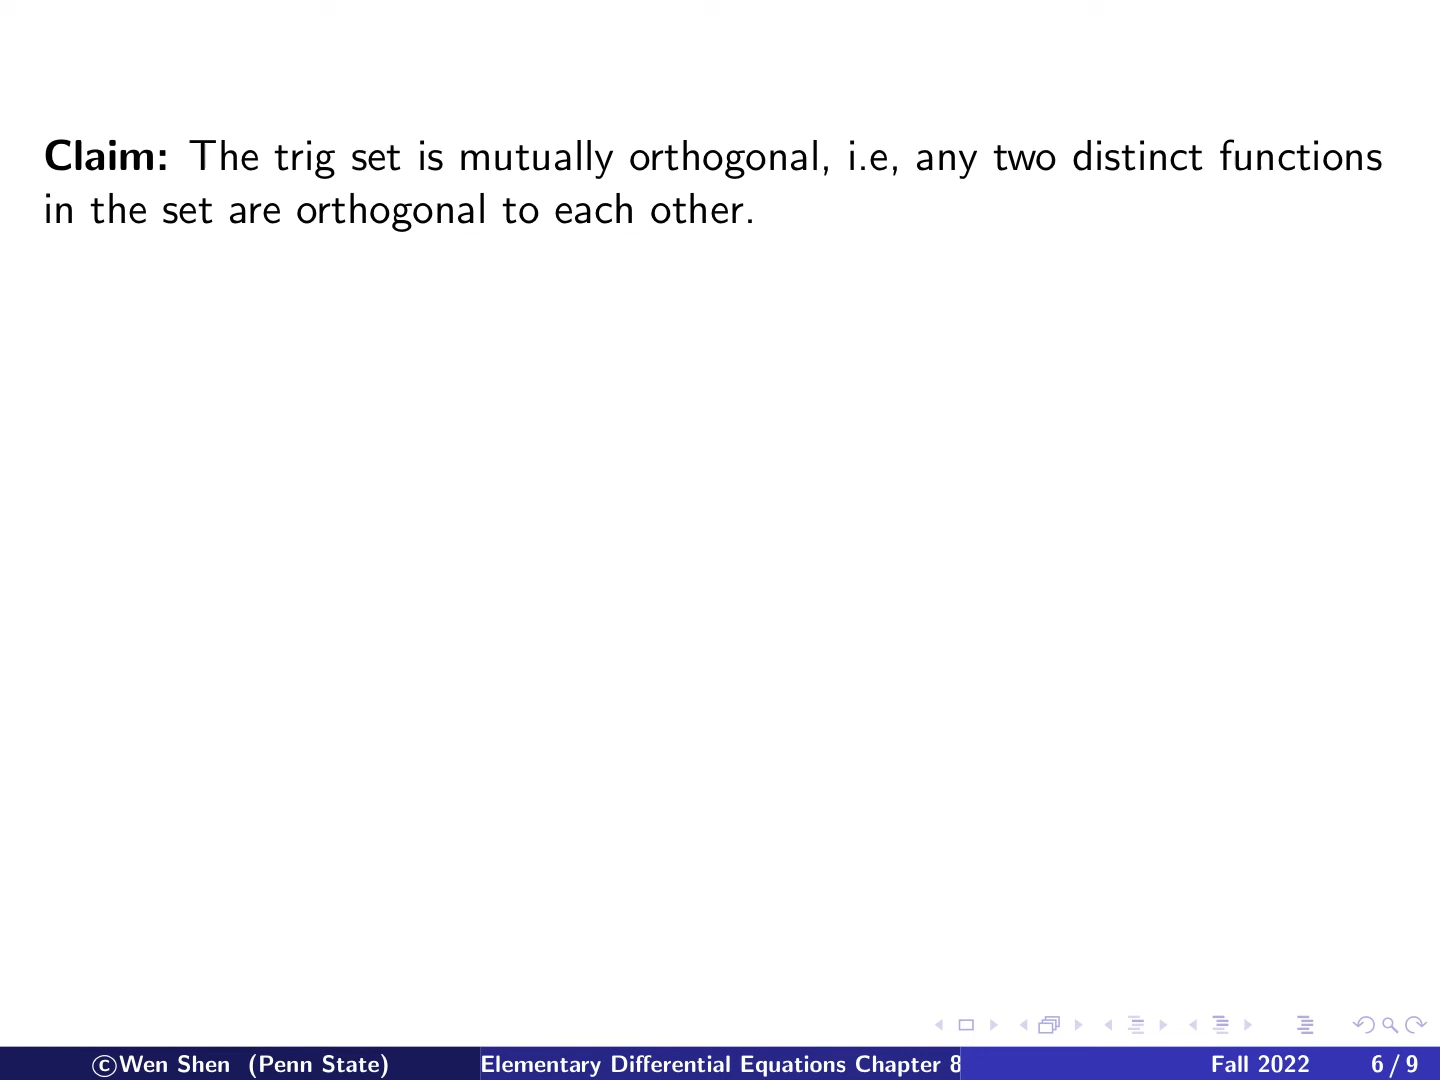 Claim: The trig set is mutually orthogonal, i.e, any two distinct functions
in the set are orthogonal to each other.
©Wen Shen (Penn State) Elementary Differential Equations Chapter 8 Fall 2022 6 / 9